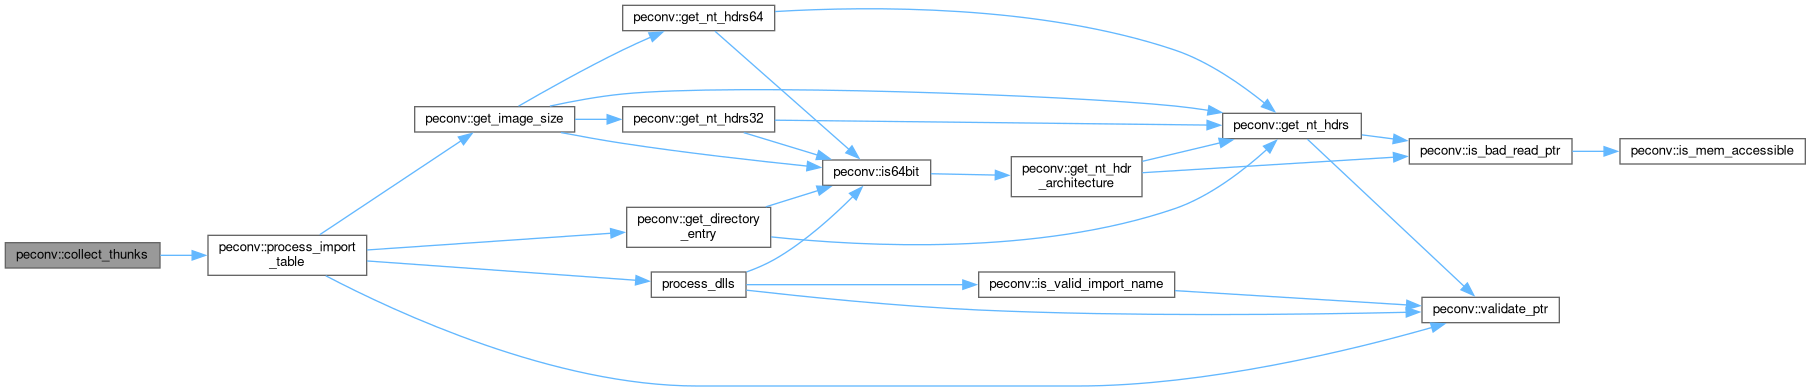 peconv::collect_thunks
peconv::process_import
_table
peconv::get_image_size
peconv::get_nt_hdrs64
peconv::get_nt_hdrs32
peconv::get_directory
_entry
process_dlls
peconv::is64bit
peconv::is_valid_import_name
peconv::get_nt_hdr
_architecture
peconv::get_nt_hdrs
peconv::is_bad_read_ptr
peconv::validate_ptr
peconv::is_mem_accessible